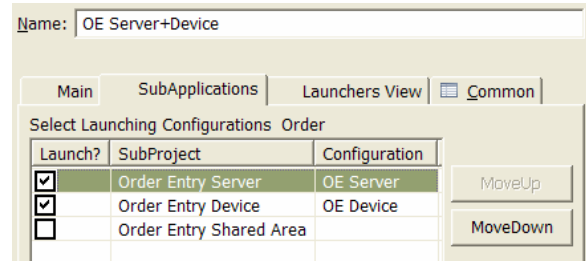 Name: OE Server+Device
Main SubApplications Launchers View Common
Select Launching Configurations Order
Launch? SubProject Configuration
Order Entry Server OE Server MoveUp
Order Entry Device OE Device
Order Entry Shared Area MoveDown